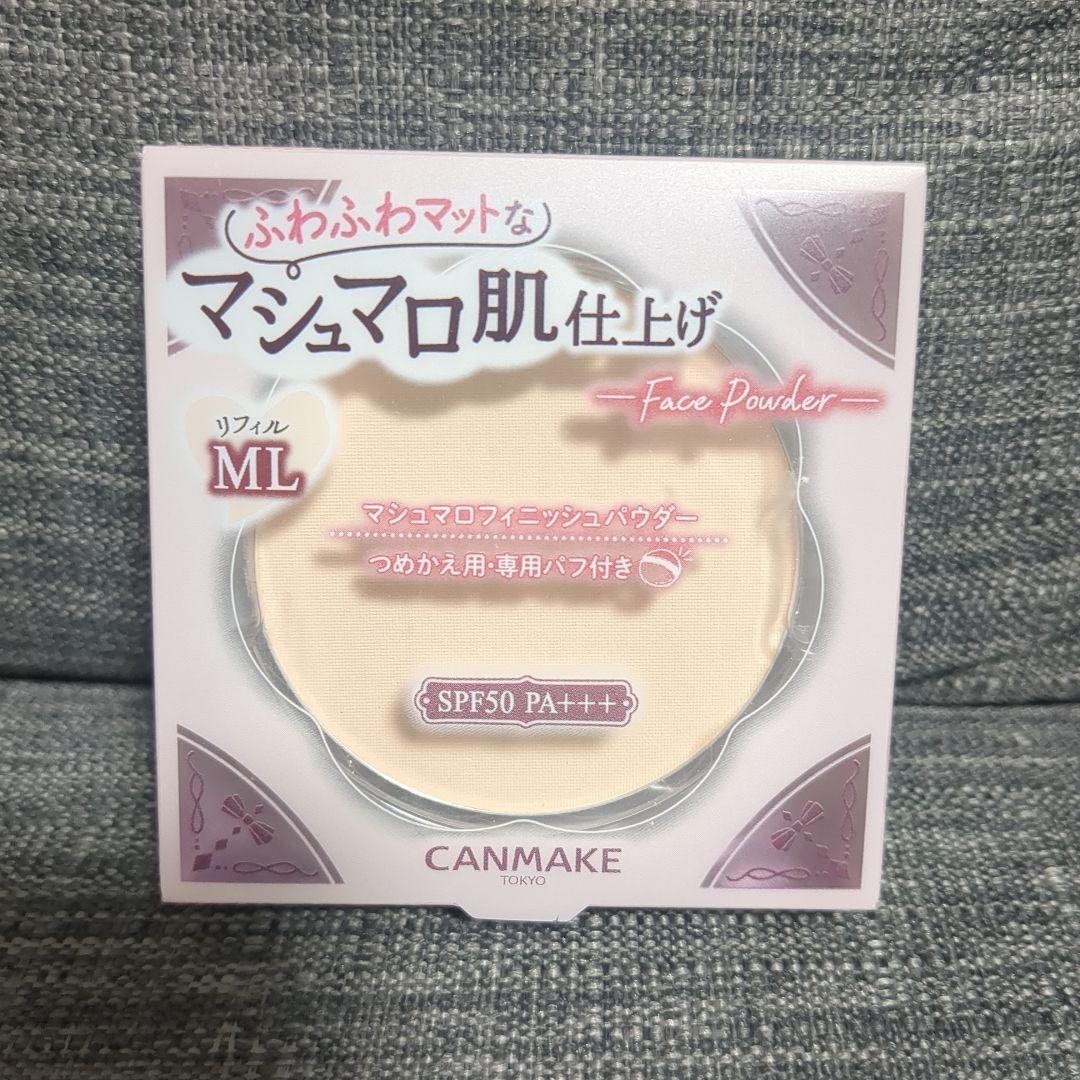 ふわふわマットな
マシュマロ肌仕上げ
Face Powder
リフィル
ML
マシュマロフィニッシュパウダー
つめかえ用・専用パフ付き
SPF50 PA+++
CANMAKE
TOKYO